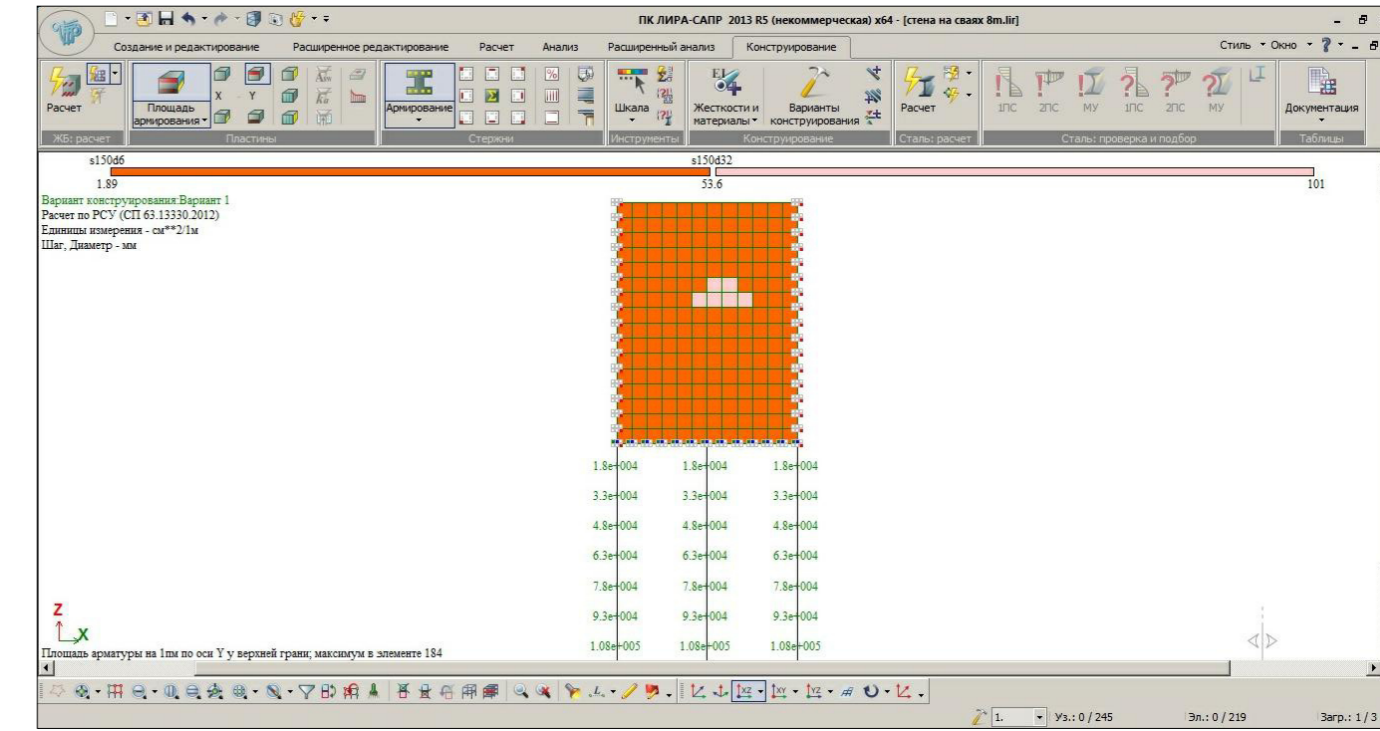 ПК ЛИРА-САПР 2013 R5 (некоммерческая) x64 - [стена на сваях 8m.lir]
Создание и редактирование Расширенное редактирование Расчет Анализ Расширенный анализ Конструирование Стиль Окно ?
Расчет Площадь армирования X Y Армирование Шкала Жесткости и материалы Варианты конструирования Расчет 1ПС 2ПС МУ 1ПС 2ПС МУ Документация
ЖБ: расчет Пластины Стержни Инструменты Конструирование Сталь: расчет Сталь: проверка и подбор Таблицы
s150d6 s150d32
1.89 53.6 101
Вариант конструирования:Вариант 1
Расчет по РСУ (СП 63.13330.2012)
Единицы измерения - см**2/1м
Шаг, Диаметр - мм
1.8e+004 1.8e+004 1.8e+004
3.3e+004 3.3e+004 3.3e+004
4.8e+004 4.8e+004 4.8e+004
6.3e+004 6.3e+004 6.3e+004
7.8e+004 7.8e+004 7.8e+004
9.3e+004 9.3e+004 9.3e+004
1.08e+005 1.08e+005 1.08e+005
Z
X
Площадь арматуры на 1пм по оси Y у верхней грани; максимум в элементе 184
XZ XY YZ
1. Уз.: 0 / 245 Эл.: 0 / 219 Загр.: 1 / 3